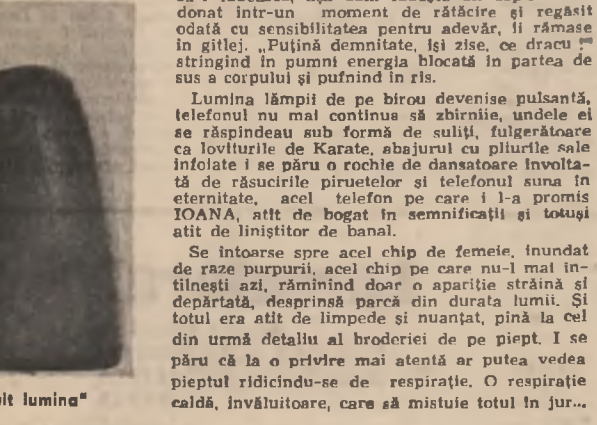 donat într-un moment de rătăcire și regăsit
odată cu sensibilitatea pentru adevăr, îi rămase
în gîtlej. „Puțină demnitate, își zise, ce dracu !"
strîngînd în pumni energia blocată în partea de
sus a corpului și pufnind în rîs.
Lumina lămpii de pe birou devenise pulsantă,
telefonul nu mai continua să zbîrnîie, undele ei
se răspîndeau sub formă de suliți, fulgerătoare
ca loviturile de Karate, abajurul cu pliurile sale
înfoiate i se păru o rochie de dansatoare învolta-
tă de răsucirile piruetelor și telefonul suna în
eternitate, acel telefon pe care i l-a promis
IOANA, atît de bogat în semnificații și totuși
atît de liniștitor de banal.
Se întoarse spre acel chip de femeie, inundat
de raze purpurii, acel chip pe care nu-l mai în-
tîlnești azi, rămînînd doar o apariție străină și
depărtată, desprinsă parcă din durata lumii. Și
totul era atît de limpede și nuanțat, pînă la cel
din urmă detaliu al broderiei de pe piept. I se
păru că la o privire mai atentă ar putea vedea
pieptul ridicîndu-se de respirație. O respirație
caldă, învăluitoare, care să mistuie totul în jur...
lumina"